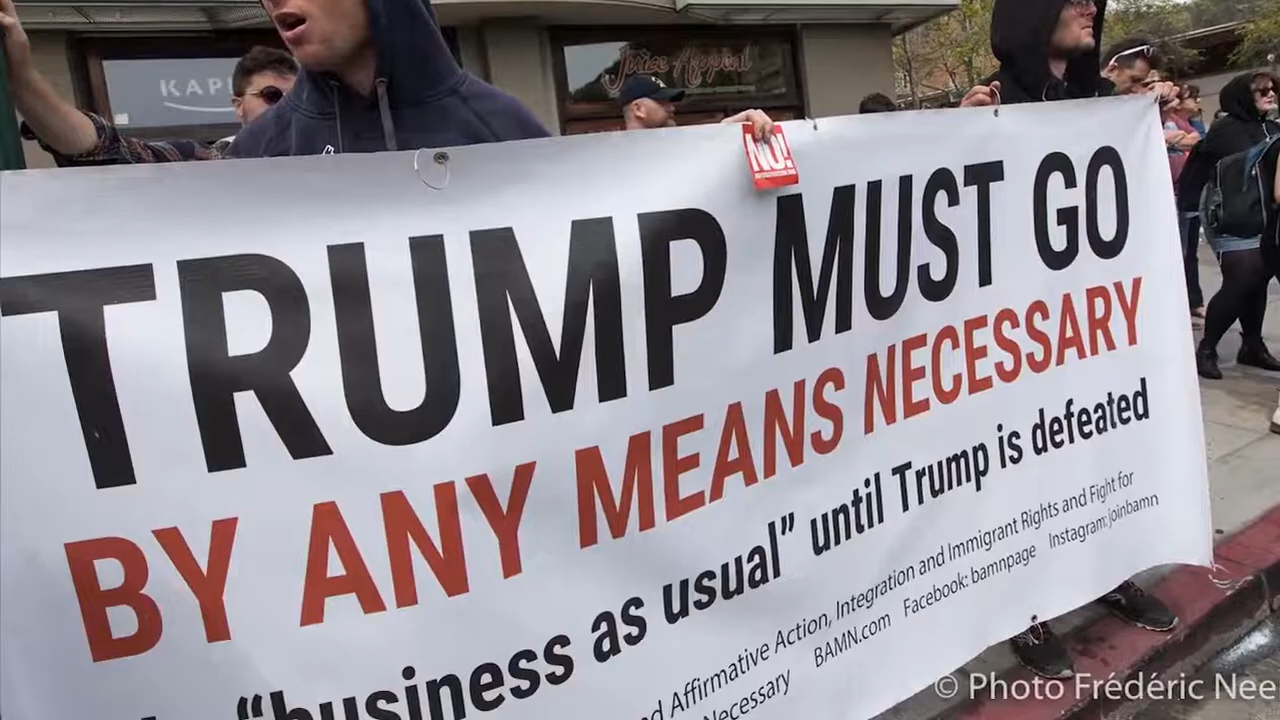 KAPL
Juice Appeal
NO!
TRUMP MUST GO
BY ANY MEANS NECESSARY
“business as usual” until Trump is defeated
Affirmative Action, Integration and Immigrant Rights and Fight for
Necessary BAMN.com Facebook: bamnpage Instagram: joinbamn
© Photo Frédéric Nee